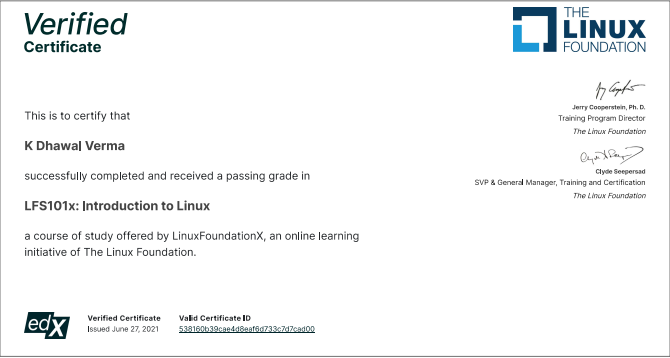 Verified
Certificate
THE
LINUX
FOUNDATION
This is to certify that
K Dhawal Verma
successfully completed and received a passing grade in
LFS101x: Introduction to Linux
a course of study offered by LinuxFoundationX, an online learning
initiative of The Linux Foundation.
Jerry Cooperstein, Ph. D.
Training Program Director
The Linux Foundation
Clyde Seepersad
SVP & General Manager, Training and Certification
The Linux Foundation
edX
Verified Certificate
Issued June 27, 2021
Valid Certificate ID
538160b39cae4d8eaf6d733c7d7cad00